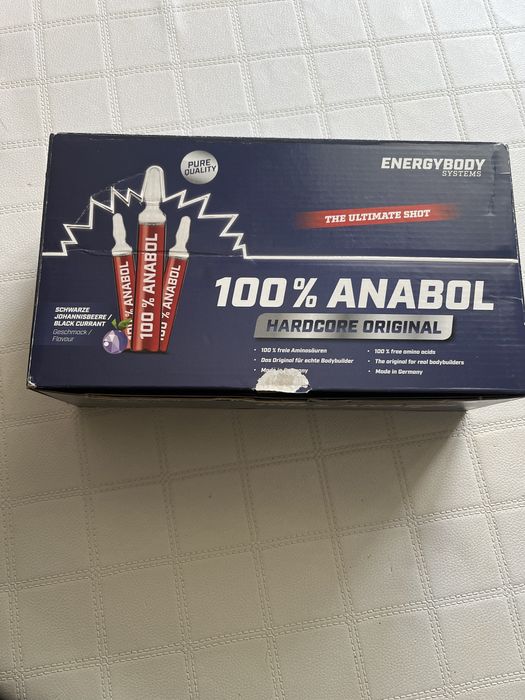 PURE
QUALITY
ENERGYBODY
SYSTEMS
THE ULTIMATE SHOT
100 % ANABOL
ANABOL
100 % ANABOL
% ANABOL
HARDCORE ORIGINAL
SCHWARZE
JOHANNISBEERE /
BLACK CURRANT
Geschmack /
Flavour
• 100 % freie Aminosäuren
• Das Original für echte Bodybuilder
• 100 % free amino acids
• The original for real bodybuilders
• Made in Germany